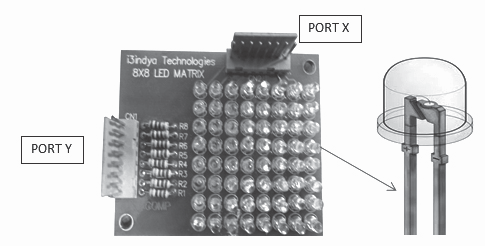 PORT X
i3indya Technologies
8X8 LED MATRIX
CN1
PORT Y
R8
R7
R6
R5
R4
R3
R2
R1